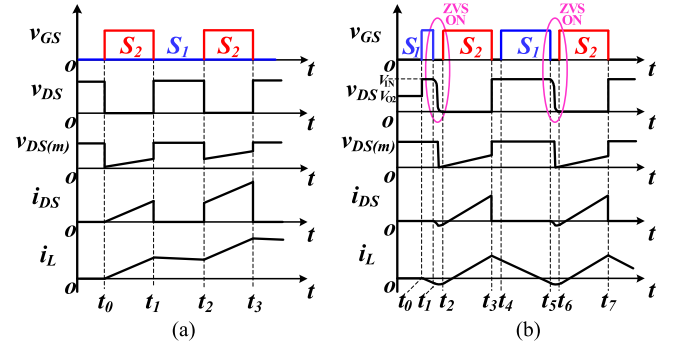 v_GS S_2 S_1 S_2
o t
v_DS
o t
v_DS(m)
o t
i_DS
o t
i_L
o t
t_0 t_1 t_2 t_3
(a)
ZVS ON ZVS ON
v_GS S_1 S_2 S_1 S_2
o t
V_IN
v_DS V_O2
o t
v_DS(m)
o t
i_DS
o t
i_L
o t
t_0 t_1 t_2 t_3 t_4 t_5 t_6 t_7
(b)